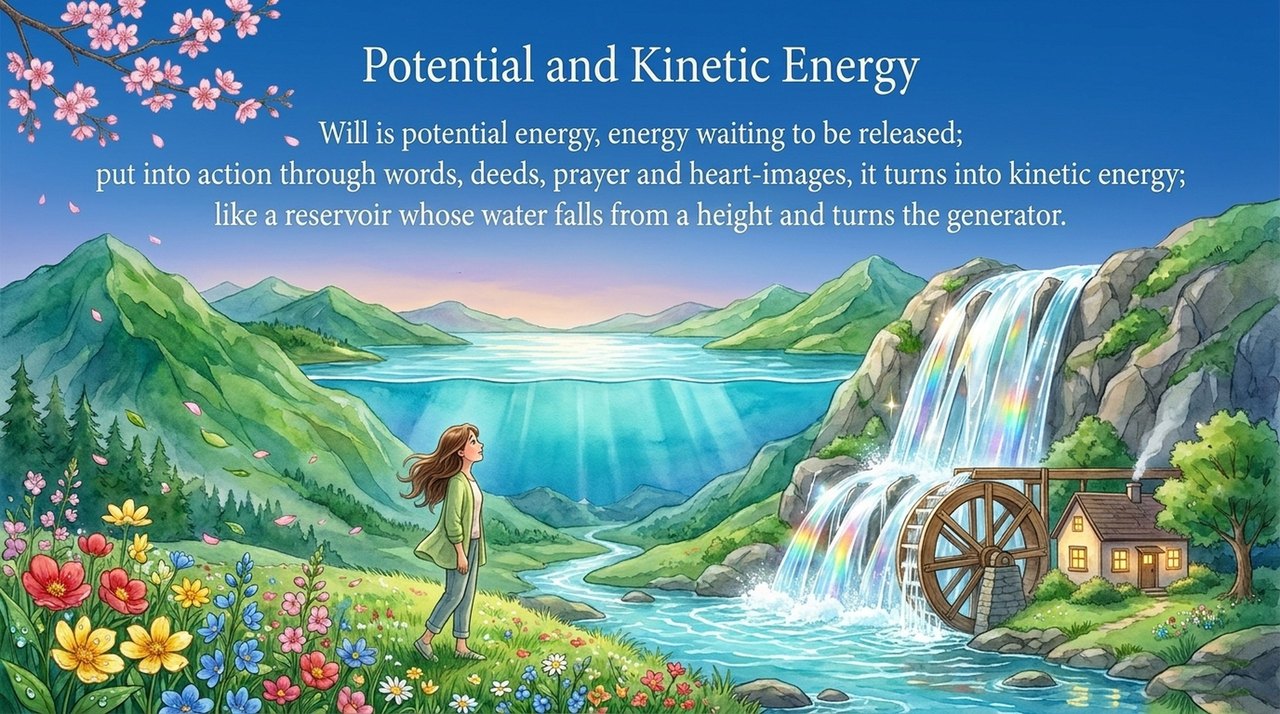 Potential and Kinetic Energy
Will is potential energy, energy waiting to be released;
put into action through words, deeds, prayer and heart-images, it turns into kinetic energy;
like a reservoir whose water falls from a height and turns the generator.